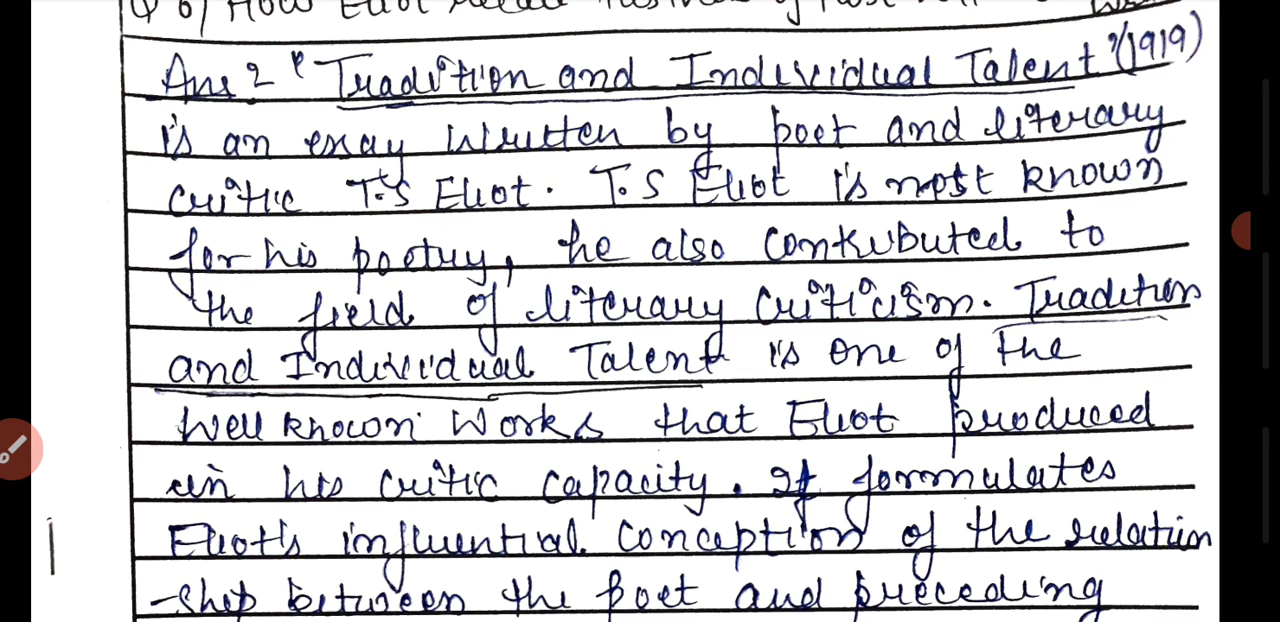 Q 6) How Eliot
Ans 2 "Tradition and Individual Talent" (1919)
is an essay written by poet and literary
critic T.S Eliot. T.S Eliot is most known
for his poetry, he also contributed to
the field of literary criticism. Tradition
and Individual Talent is one of the
well known works that Eliot produced
in his critic capacity. It formulates
Eliot's influential conception of the relation
-ship between the poet and preceding